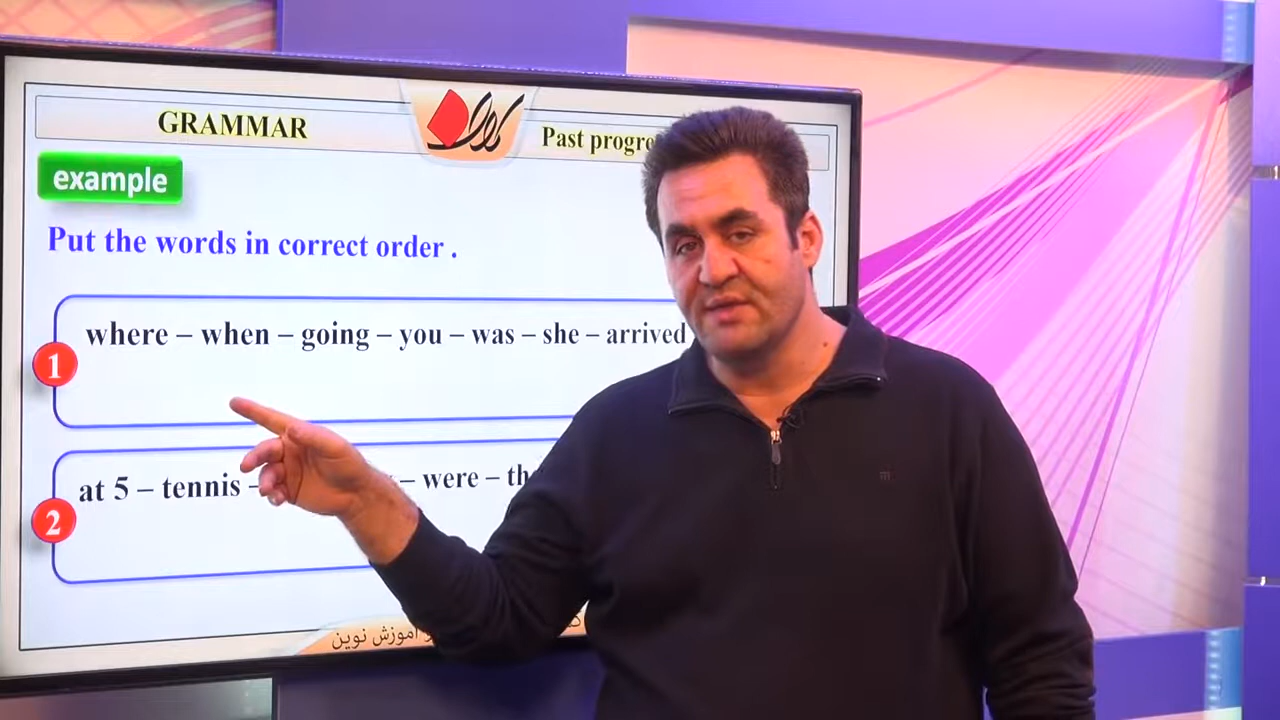 GRAMMAR
Past progre
example
Put the words in correct order .
where – when – going – you – was – she – arrived
1
at 5 – tennis – – were – th
2
آموزش نوین